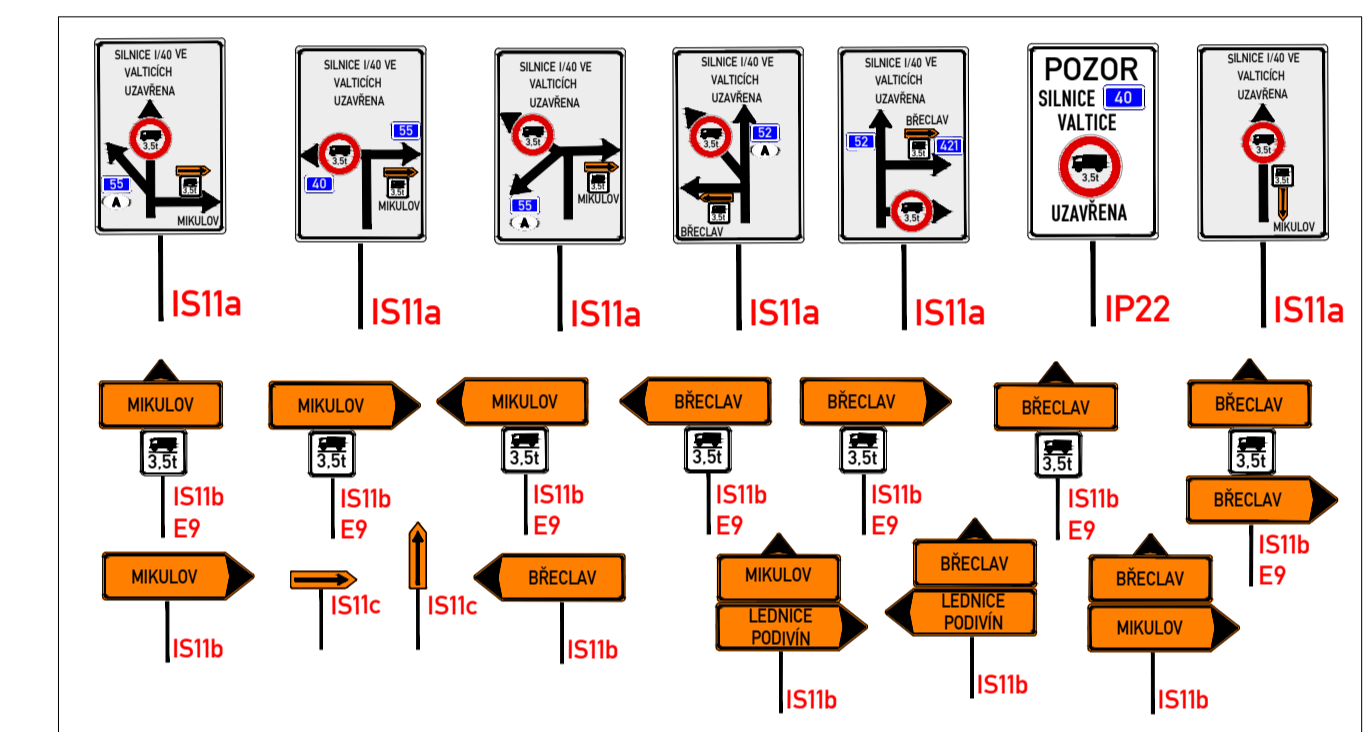 SILNICE I/40 VE
VALTICÍCH
UZAVŘENA
3,5t
55
A
3,5t
MIKULOV
IS11a
SILNICE I/40 VE
VALTICÍCH
UZAVŘENA
55
3,5t
40
3,5t
MIKULOV
IS11a
SILNICE I/40 VE
VALTICÍCH
UZAVŘENA
3,5t
3,5t
MIKULOV
55
A
IS11a
SILNICE I/40 VE
VALTICÍCH
UZAVŘENA
3,5t
52
A
3,5t
BŘECLAV
IS11a
SILNICE I/40 VE
VALTICÍCH
UZAVŘENA
BŘECLAV
52
3,5t
421
3,5t
IS11a
POZOR
SILNICE 40
VALTICE
3,5t
UZAVŘENA
IP22
SILNICE I/40 VE
VALTICÍCH
UZAVŘENA
3,5t
3,5t
MIKULOV
IS11a
MIKULOV
3,5t
IS11b
E9
MIKULOV
3,5t
IS11b
E9
MIKULOV
3,5t
IS11b
E9
BŘECLAV
3,5t
IS11b
E9
BŘECLAV
3,5t
IS11b
E9
BŘECLAV
3,5t
IS11b
E9
BŘECLAV
3,5t
BŘECLAV
IS11b
E9
MIKULOV
IS11b
IS11c
IS11c
BŘECLAV
IS11b
MIKULOV
LEDNICE
PODIVÍN
IS11b
BŘECLAV
LEDNICE
PODIVÍN
IS11b
BŘECLAV
MIKULOV
IS11b